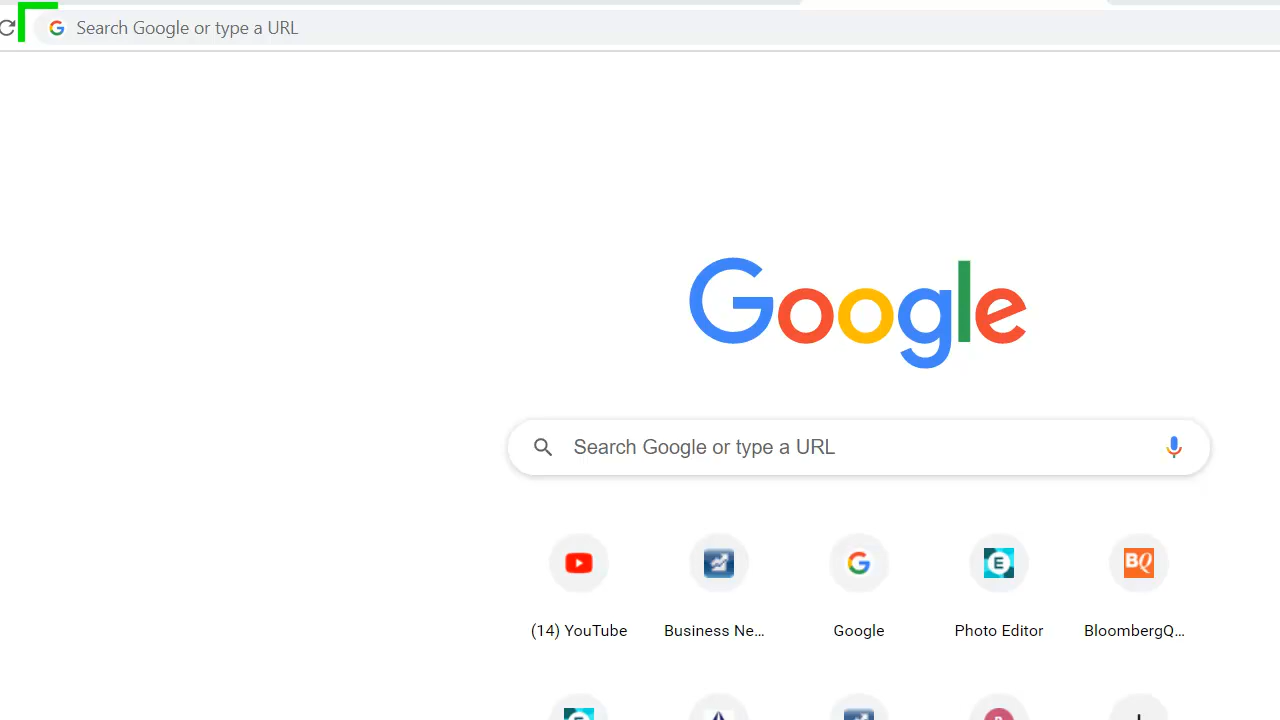 Search Google or type a URL
Google
Search Google or type a URL
E
BQ
(14) YouTube
Business Ne...
Google
Photo Editor
BloombergQ...